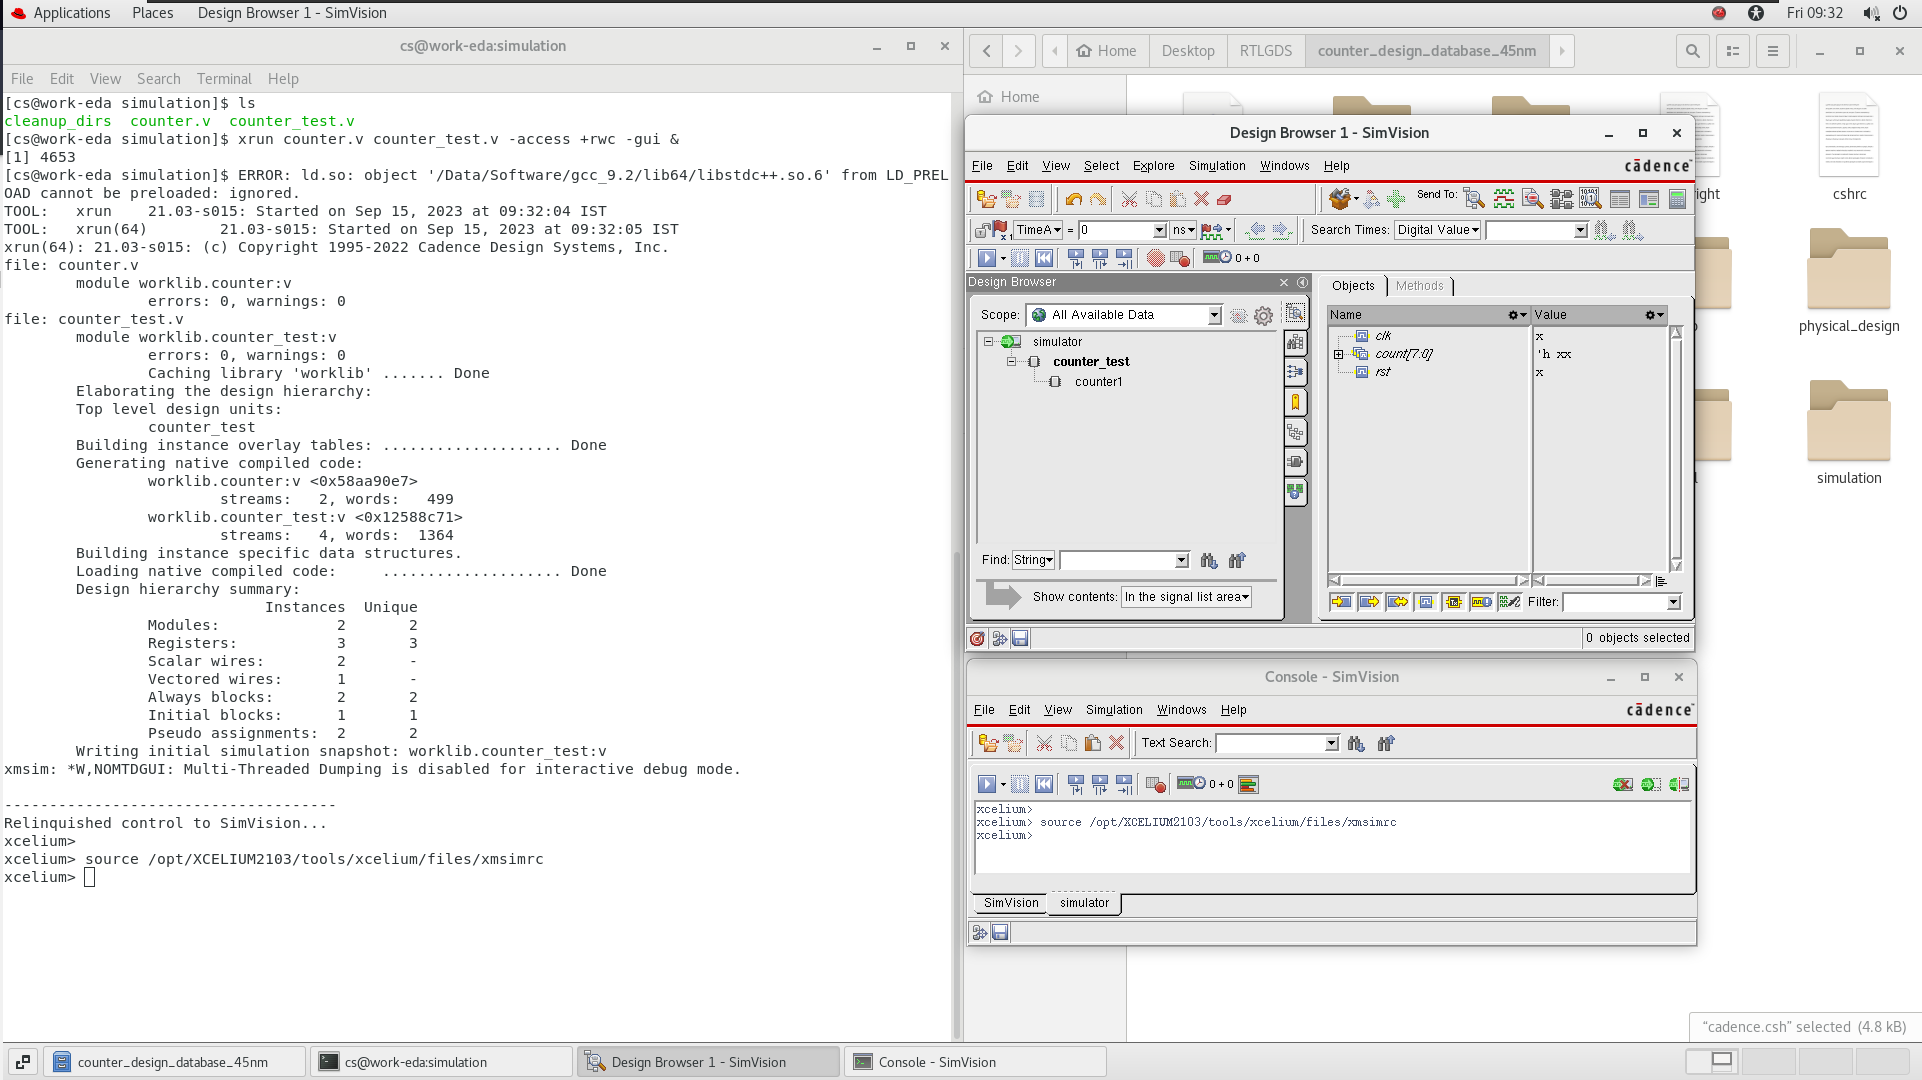 Applications Places Design Browser 1 - SimVision Fri 09:32
cs@work-eda:simulation
File Edit View Search Terminal Help
[cs@work-eda simulation]$ ls
cleanup_dirs counter.v counter_test.v
[cs@work-eda simulation]$ xrun counter.v counter_test.v -access +rwc -gui &
[1] 4653
[cs@work-eda simulation]$ ERROR: ld.so: object '/Data/Software/gcc_9.2/lib64/libstdc++.so.6' from LD_PREL
OAD cannot be preloaded: ignored.
TOOL: xrun 21.03-s015: Started on Sep 15, 2023 at 09:32:04 IST
TOOL: xrun(64) 21.03-s015: Started on Sep 15, 2023 at 09:32:05 IST
xrun(64): 21.03-s015: (c) Copyright 1995-2022 Cadence Design Systems, Inc.
file: counter.v
module worklib.counter:v
errors: 0, warnings: 0
file: counter_test.v
module worklib.counter_test:v
errors: 0, warnings: 0
Caching library 'worklib' ....... Done
Elaborating the design hierarchy:
Top level design units:
counter_test
Building instance overlay tables: .................... Done
Generating native compiled code:
worklib.counter:v <0x58aa90e7>
streams: 2, words: 499
worklib.counter_test:v <0x12588c71>
streams: 4, words: 1364
Building instance specific data structures.
Loading native compiled code: .................... Done
Design hierarchy summary:
Instances Unique
Modules: 2 2
Registers: 3 3
Scalar wires: 2 -
Vectored wires: 1 -
Always blocks: 2 2
Initial blocks: 1 1
Pseudo assignments: 2 2
Writing initial simulation snapshot: worklib.counter_test:v
xmsim: *W,NOMTDGUI: Multi-Threaded Dumping is disabled for interactive debug mode.
-------------------------------------
Relinquished control to SimVision...
xcelium>
xcelium> source /opt/XCELIUM2103/tools/xcelium/files/xmsimrc
xcelium>
Home Desktop RTLGDS counter_design_database_45nm
Home
right
cshrc
physical_design
simulation
"cadence.csh" selected (4.8 kB)
Design Browser 1 - SimVision
File Edit View Select Explore Simulation Windows Help
cādence
Send To:
TimeA = 0 ns
Search Times: Digital Value
0 + 0
Design Browser
Scope: All Available Data
simulator
counter_test
counter1
Find: String
Show contents: In the signal list area
Objects Methods
Name Value
clk x
count[7:0] 'h xx
rst x
Filter:
0 objects selected
Console - SimVision
File Edit View Simulation Windows Help
cādence
Text Search:
0 + 0
xcelium>
xcelium> source /opt/XCELIUM2103/tools/xcelium/files/xmsimrc
xcelium>
SimVision simulator
counter_design_database_45nm
cs@work-eda:simulation
Design Browser 1 - SimVision
Console - SimVision